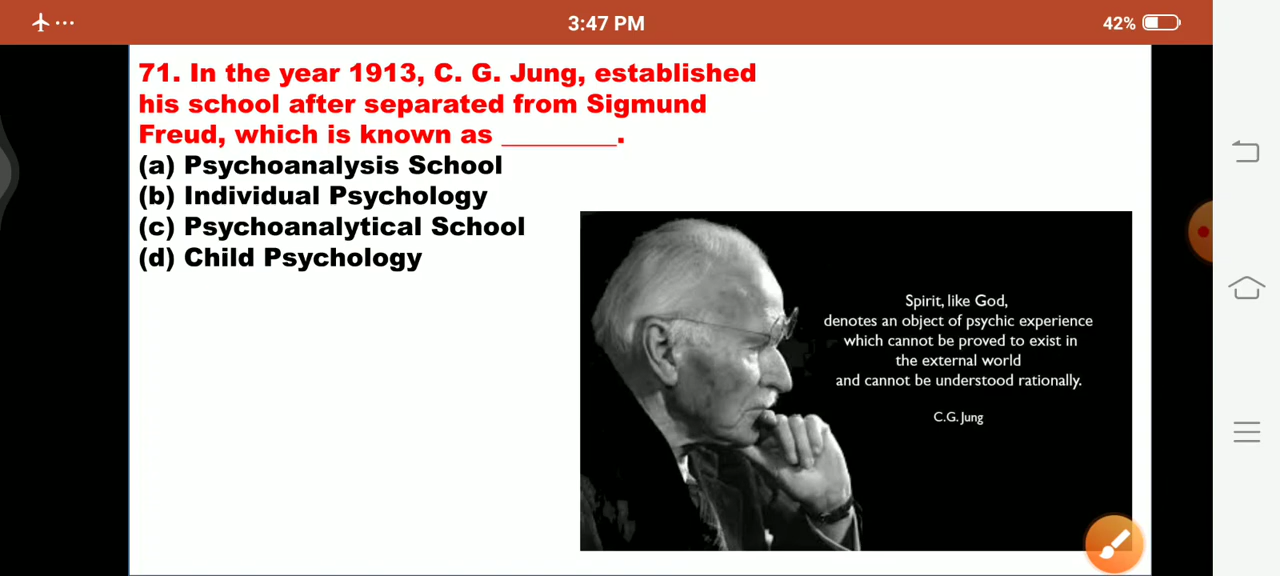 3:47 PM
42%
71. In the year 1913, C. G. Jung, established
his school after separated from Sigmund
Freud, which is known as ________.
(a) Psychoanalysis School
(b) Individual Psychology
(c) Psychoanalytical School
(d) Child Psychology
Spirit, like God,
denotes an object of psychic experience
which cannot be proved to exist in
the external world
and cannot be understood rationally.
C.G. Jung